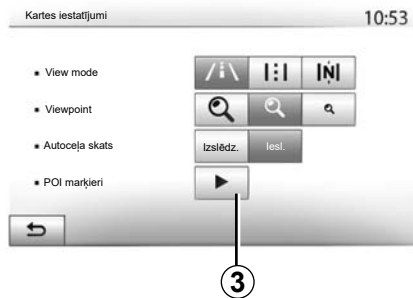 Kartes iestatījumi 10:53
▪ View mode N
▪ Viewpoint
▪ Autoceļa skats Izslēdz. Iesl.
▪ POI marķieri
3